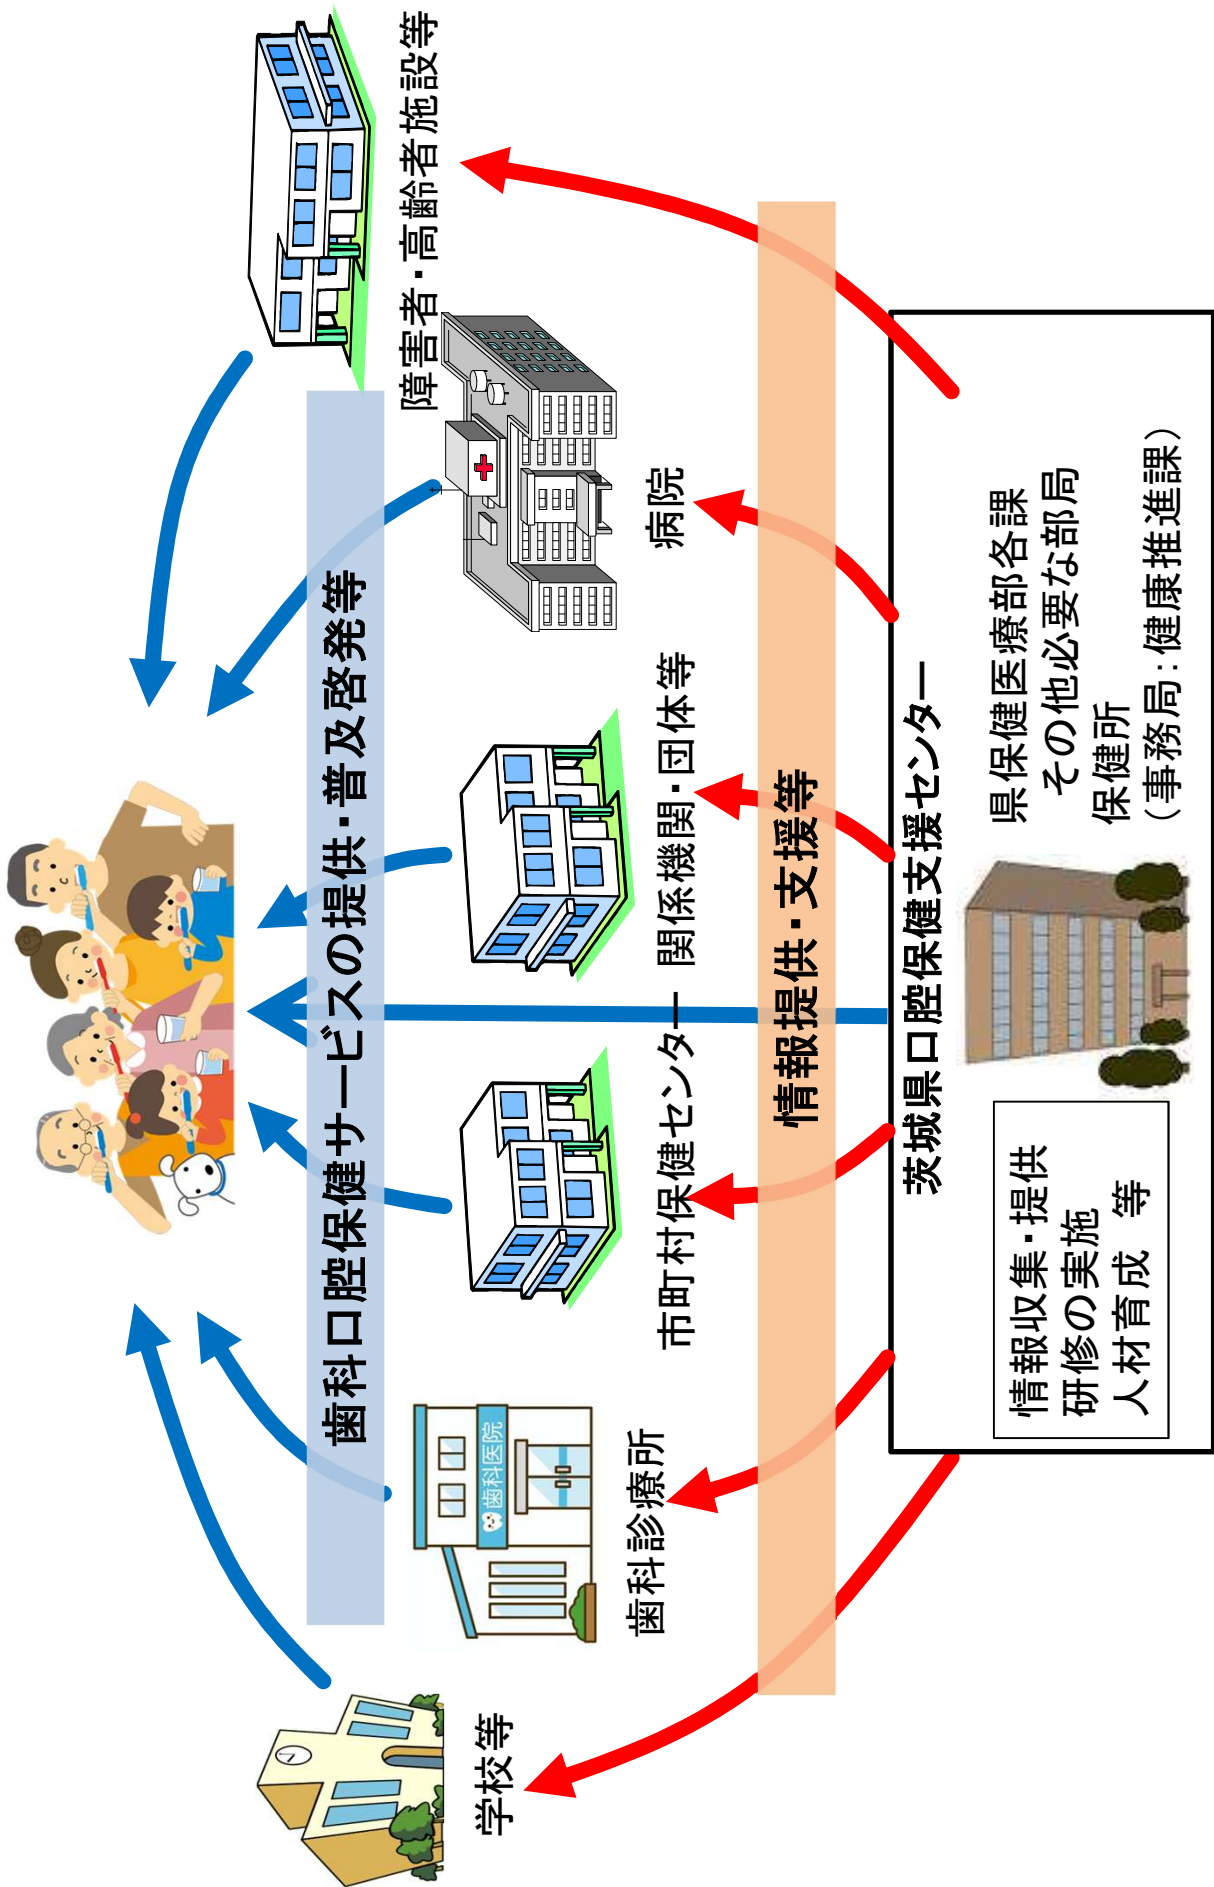 歯科口腔保健サービスの提供・普及啓発等
学校等
歯科医院
歯科診療所
市町村保健センター
関係機関・団体等
病院
障害者・高齢者施設等
情報提供・支援等
茨城県口腔保健支援センター
情報収集・提供
研修の実施
人材育成 等
県保健医療部各課
その他必要な部局
保健所
(事務局:健康推進課)